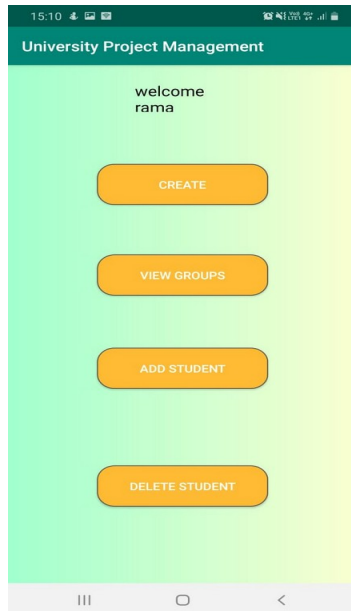 15:10
University Project Management
welcome
rama
CREATE
VIEW GROUPS
ADD STUDENT
DELETE STUDENT